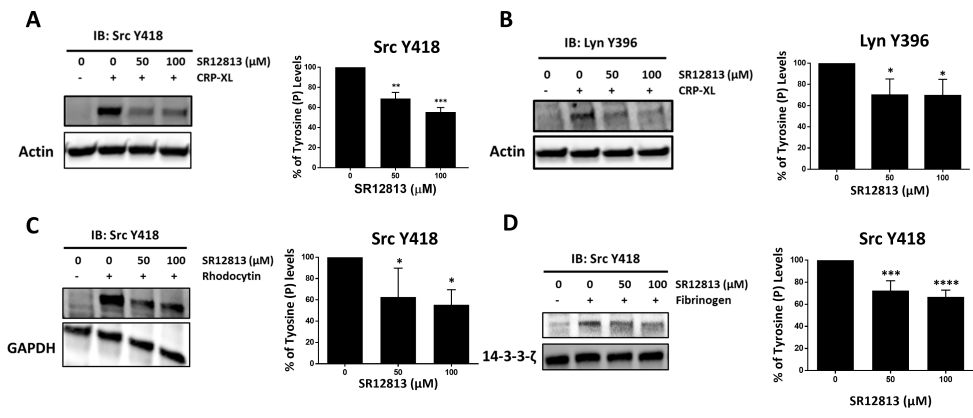 A
IB: Src Y418
0 0 50 100 SR12813 (μM)
- + + + CRP-XL
Actin
Src Y418
% of Tyrosine (P) Levels
100
80
60
40
20
0
**
***
0 50 100
SR12813 (μM)
B
IB: Lyn Y396
0 0 50 100 SR12813 (μM)
- + + + CRP-XL
Actin
Lyn Y396
% of Tyrosine (P) Levels
100
80
60
40
20
0
*
*
0 50 100
SR12813 (μM)
C
IB: Src Y418
0 0 50 100 SR12813 (μM)
- + + + Rhodocytin
GAPDH
Src Y418
% of Tyosine (P) levels
100
80
60
40
20
0
*
*
0 50 100
SR12813 (μM)
D
IB: Src Y418
0 0 50 100 SR12813 (μM)
- + + + Fibrinogen
14-3-3-ζ
Src Y418
% of Tyrosine (P) Levels
100
80
60
40
20
0
***
****
0 50 100
SR12813 (μM)